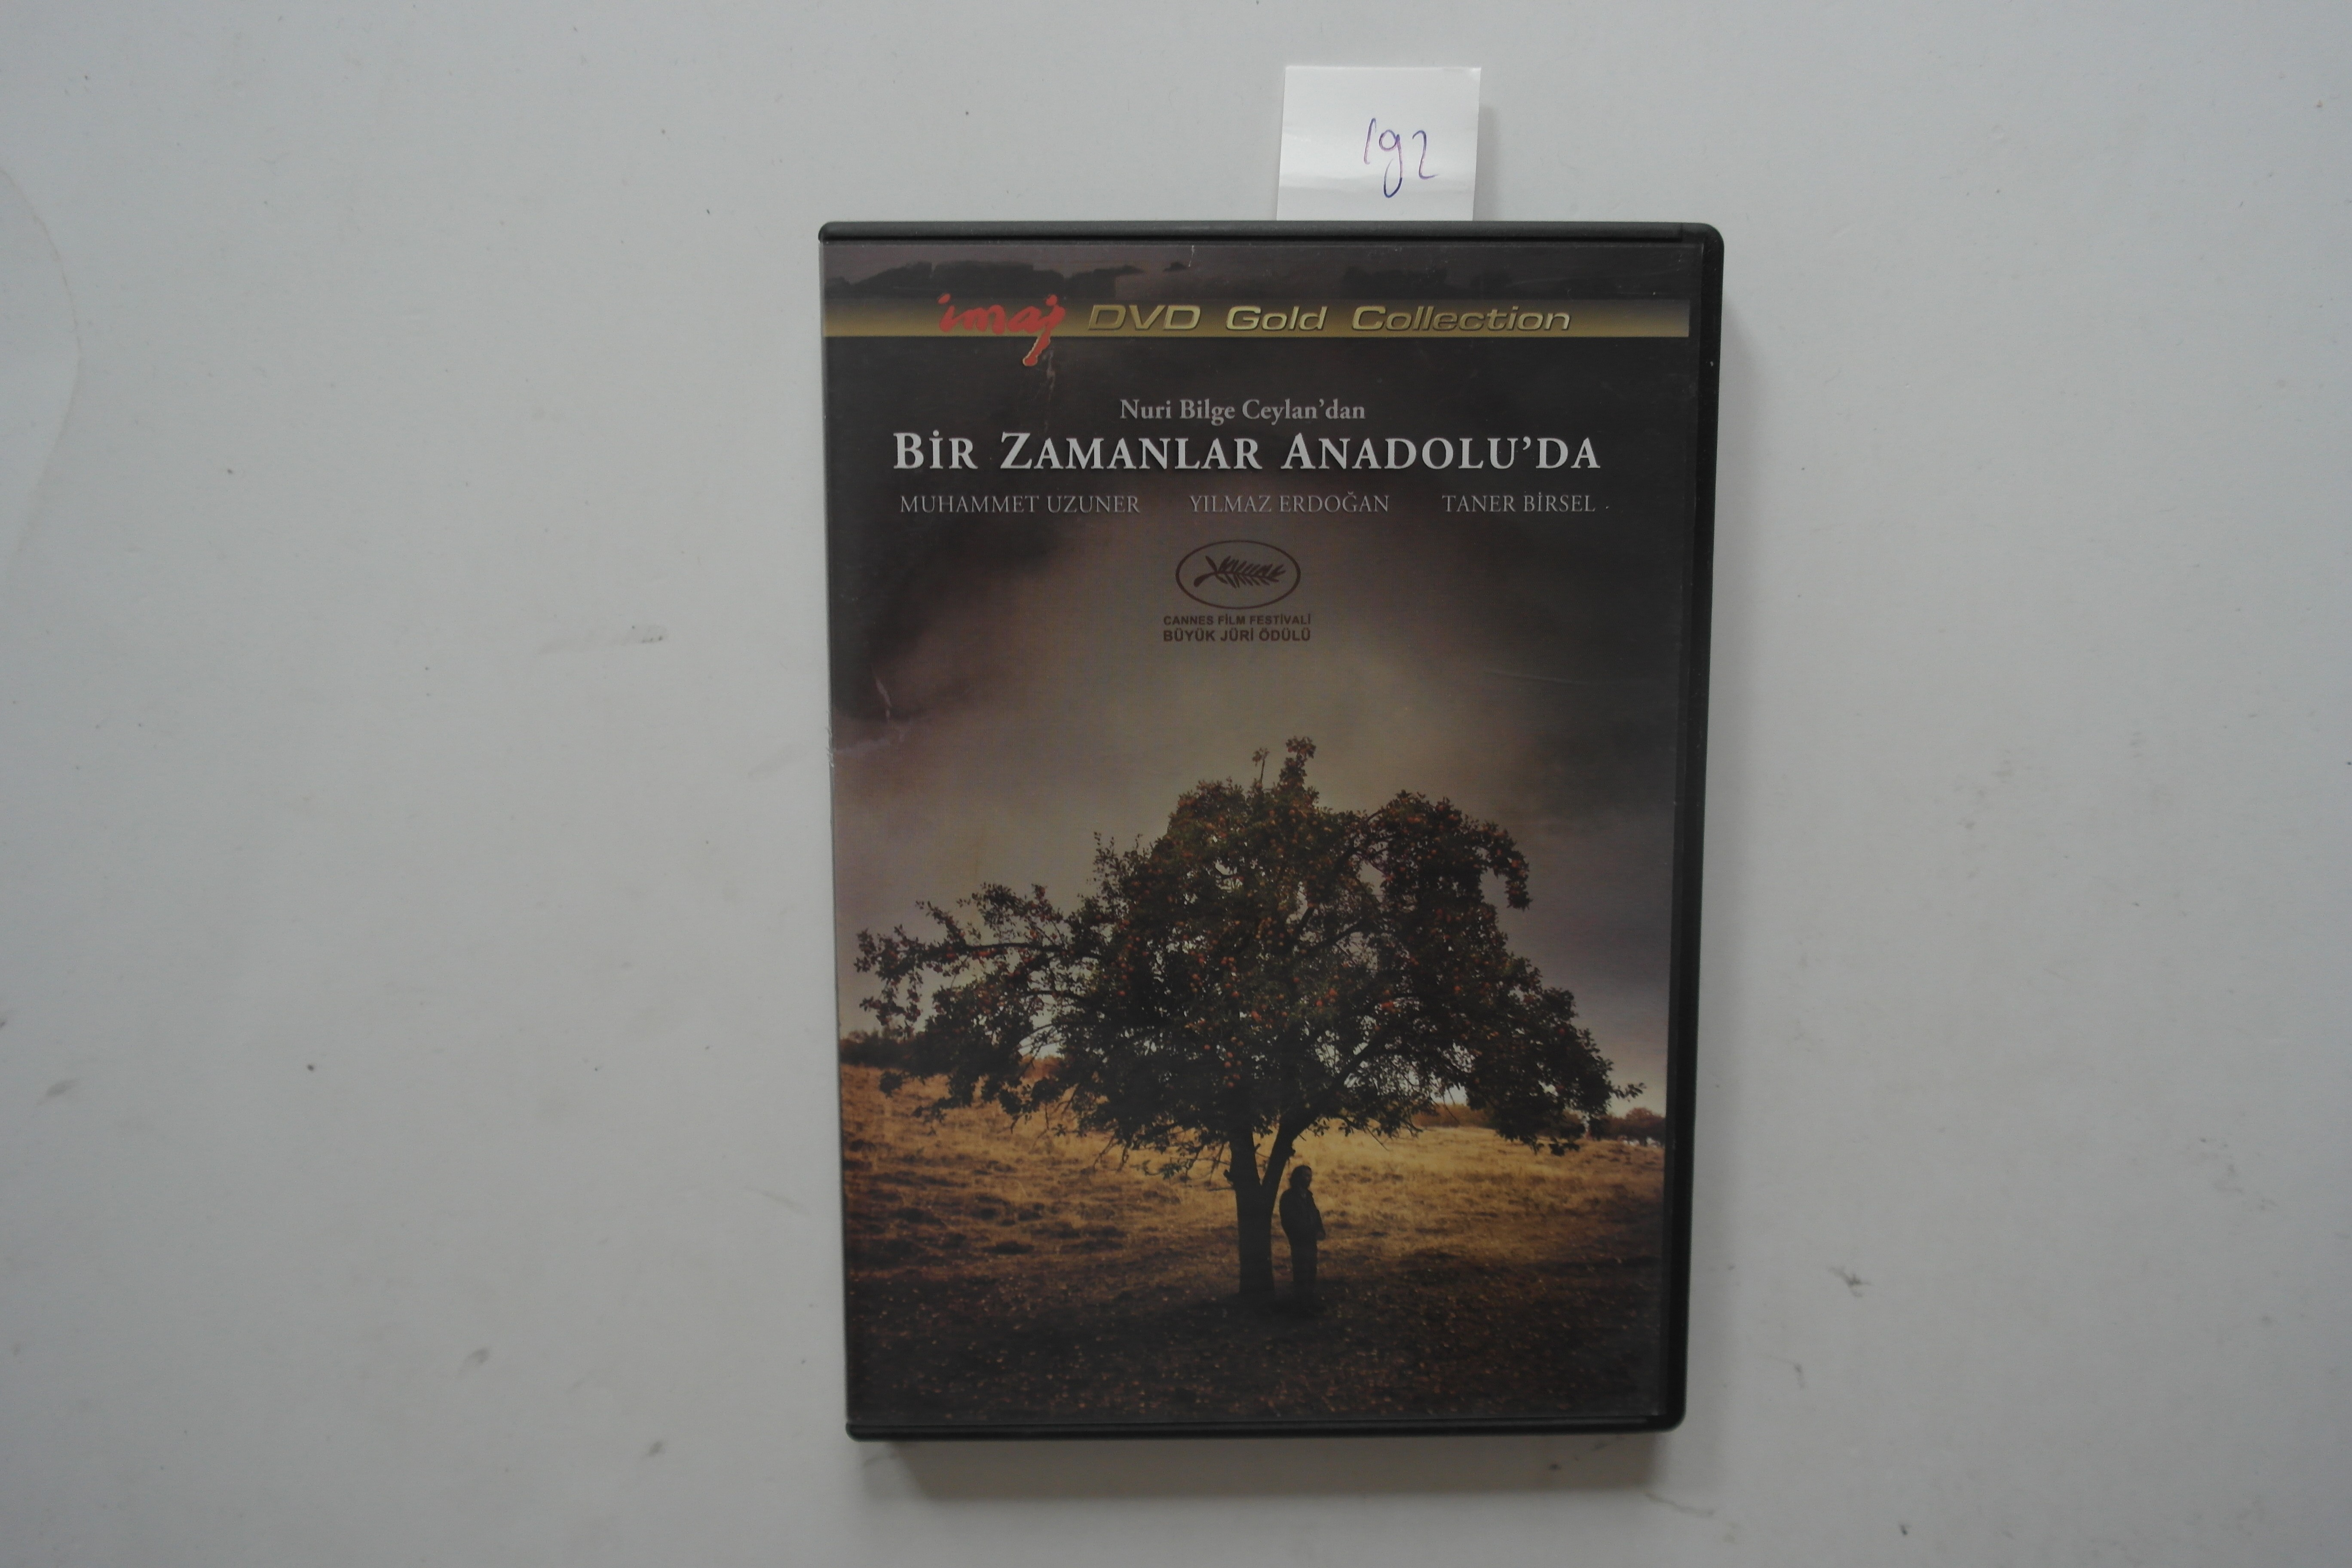 192
imaj DVD Gold Collection
Nuri Bilge Ceylan'dan
BİR ZAMANLAR ANADOLU'DA
MUHAMMET UZUNER YILMAZ ERDOĞAN TANER BİRSEL
CANNES FİLM FESTİVALİ
BÜYÜK JÜRİ ÖDÜLÜ